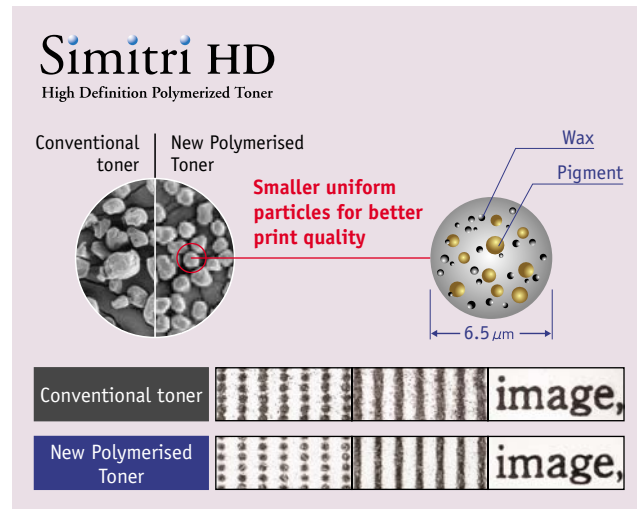 Simitri HD
High Definition Polymerized Toner
Conventional
toner
New Polymerised
Toner
Smaller uniform
particles for better
print quality
Wax
Pigment
6.5 μm
Conventional toner
image,
New Polymerised
Toner
image,